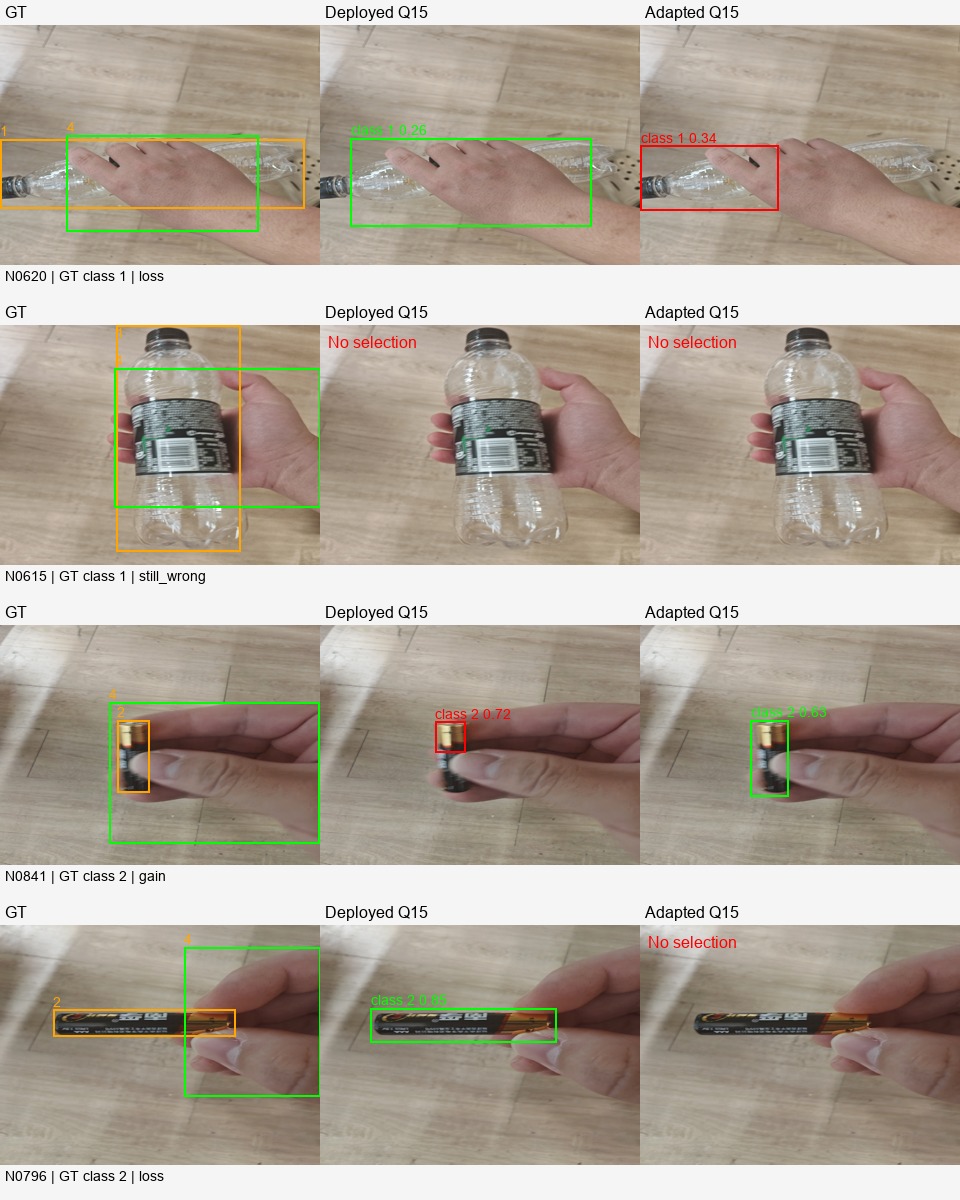 GT
Deployed Q15
Adapted Q15
1
4
class 1 0.26
class 1 0.34
N0620 | GT class 1 | loss
GT
Deployed Q15
Adapted Q15
No selection
No selection
N0615 | GT class 1 | still_wrong
GT
Deployed Q15
Adapted Q15
4
2
class 2 0.72
class 2 0.63
N0841 | GT class 2 | gain
GT
Deployed Q15
Adapted Q15
No selection
2
N0796 | GT class 2 | loss